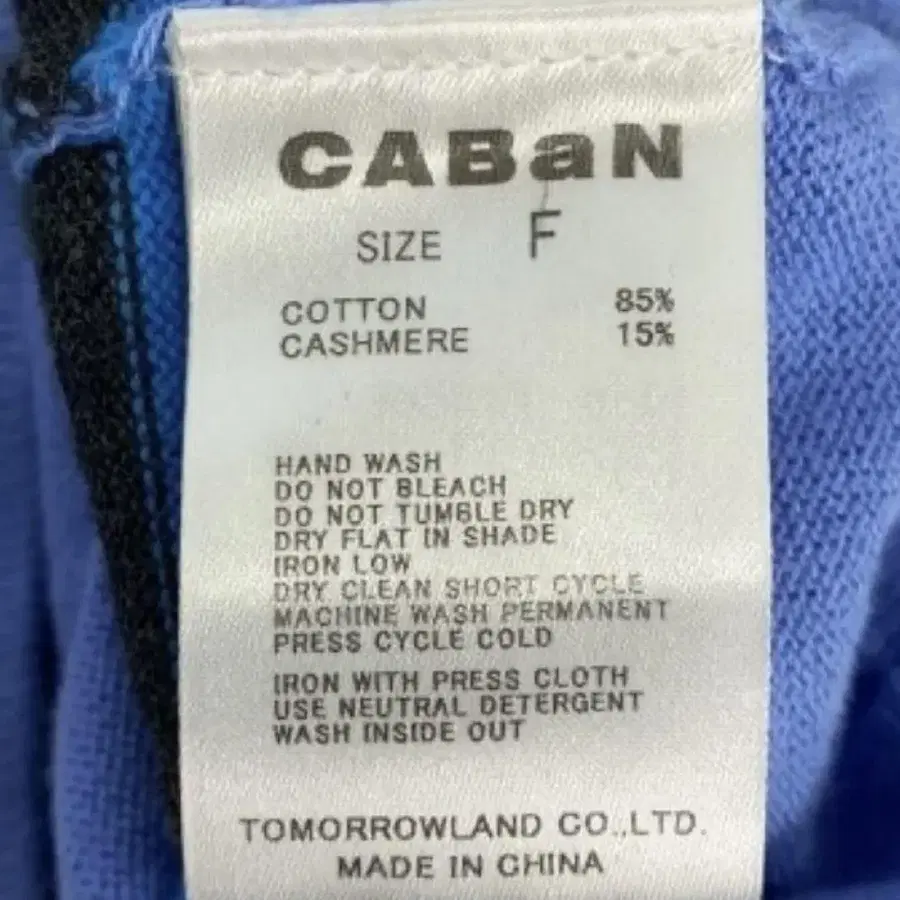 CABaN
SIZE F
COTTON 85%
CASHMERE 15%
HAND WASH
DO NOT BLEACH
DO NOT TUMBLE DRY
DRY FLAT IN SHADE
IRON LOW
DRY CLEAN SHORT CYCLE
MACHINE WASH PERMANENT
PRESS CYCLE COLD
IRON WITH PRESS CLOTH
USE NEUTRAL DETERGENT
WASH INSIDE OUT
TOMORROWLAND CO.,LTD.
MADE IN CHINA